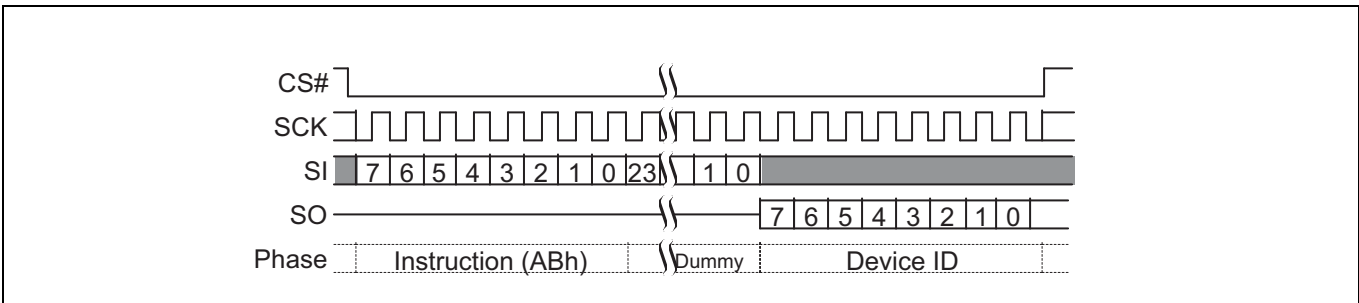 CS#
SCK
SI 7 6 5 4 3 2 1 0 23 1 0
SO 7 6 5 4 3 2 1 0
Phase Instruction (ABh) Dummy Device ID